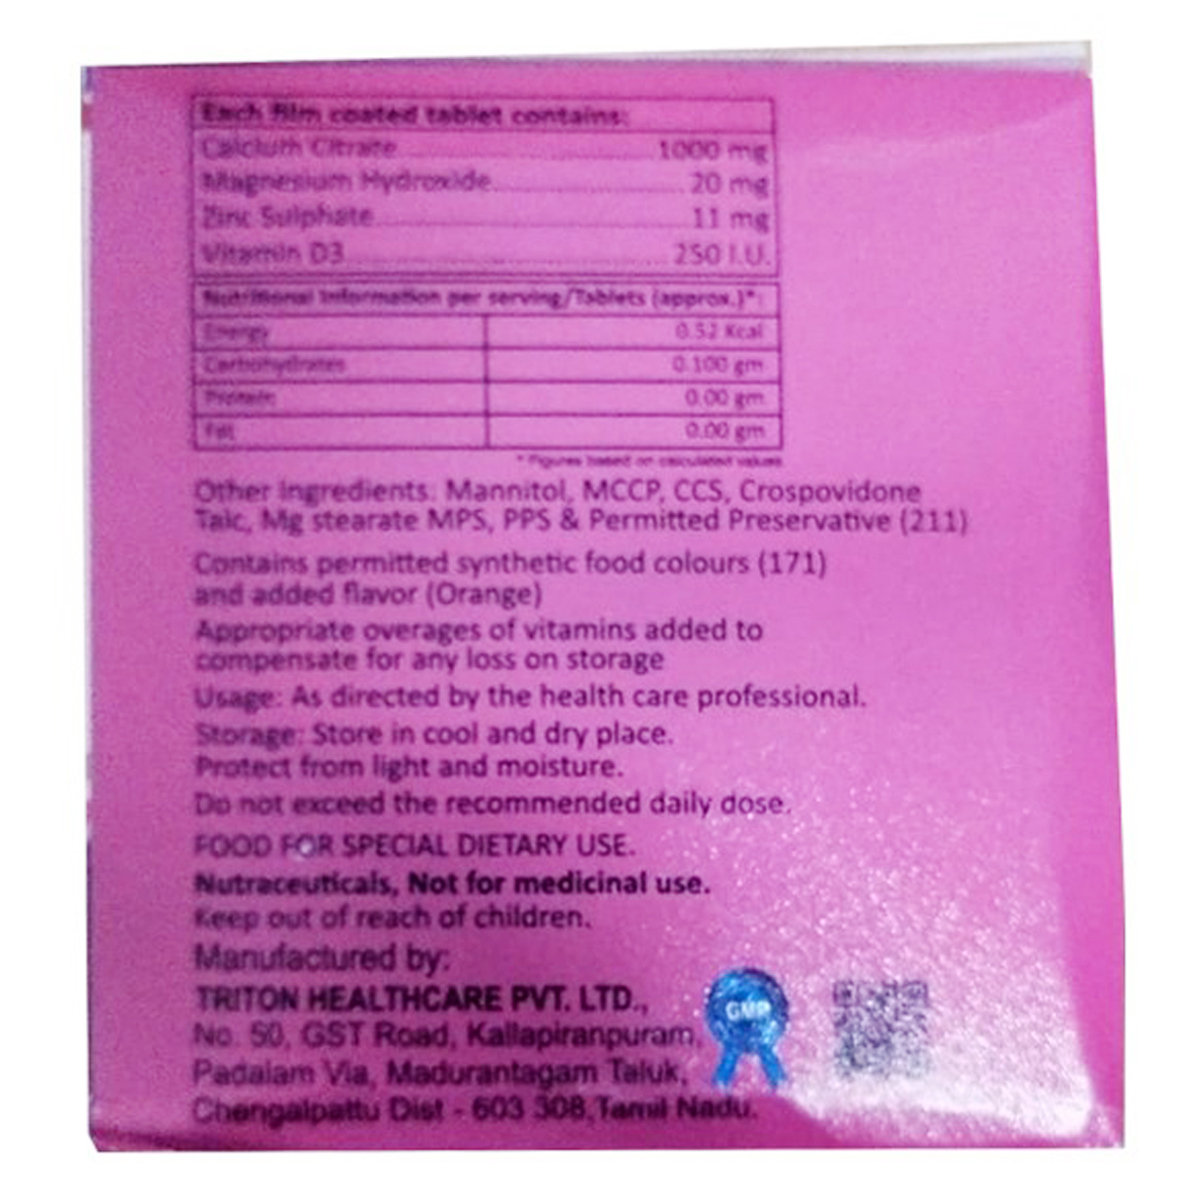 Each film coated tablet contains:
Calcium Citrate.......................................1000 mg
Magnesium Hydroxide............................ 20 mg
Zinc Sulphate.............................................. 11 mg
Vitamin D3.............................................. 250 I.U.
Nutritional Information per serving/Tablets (approx.)*:
Energy 0.52 Kcal
Carbohydrates 0.100 gm
Protein 0.00 gm
Fat 0.00 gm
* Figures based on calculated values
Other Ingredients: Mannitol, MCCP, CCS, Crospovidone
Talc, Mg stearate MPS, PPS & Permitted Preservative (211)
Contains permitted synthetic food colours (171)
and added flavor (Orange)
Appropriate overages of vitamins added to
compensate for any loss on storage
Usage: As directed by the health care professional.
Storage: Store in cool and dry place.
Protect from light and moisture.
Do not exceed the recommended daily dose.
FOOD FOR SPECIAL DIETARY USE.
Nutraceuticals, Not for medicinal use.
Keep out of reach of children.
Manufactured by:
TRITON HEALTHCARE PVT. LTD.,
No. 50, GST Road, Kallapiranpuram,
Padalam Via, Madurantagam Taluk,
Chengalpattu Dist - 603 308, Tamil Nadu.
GMP